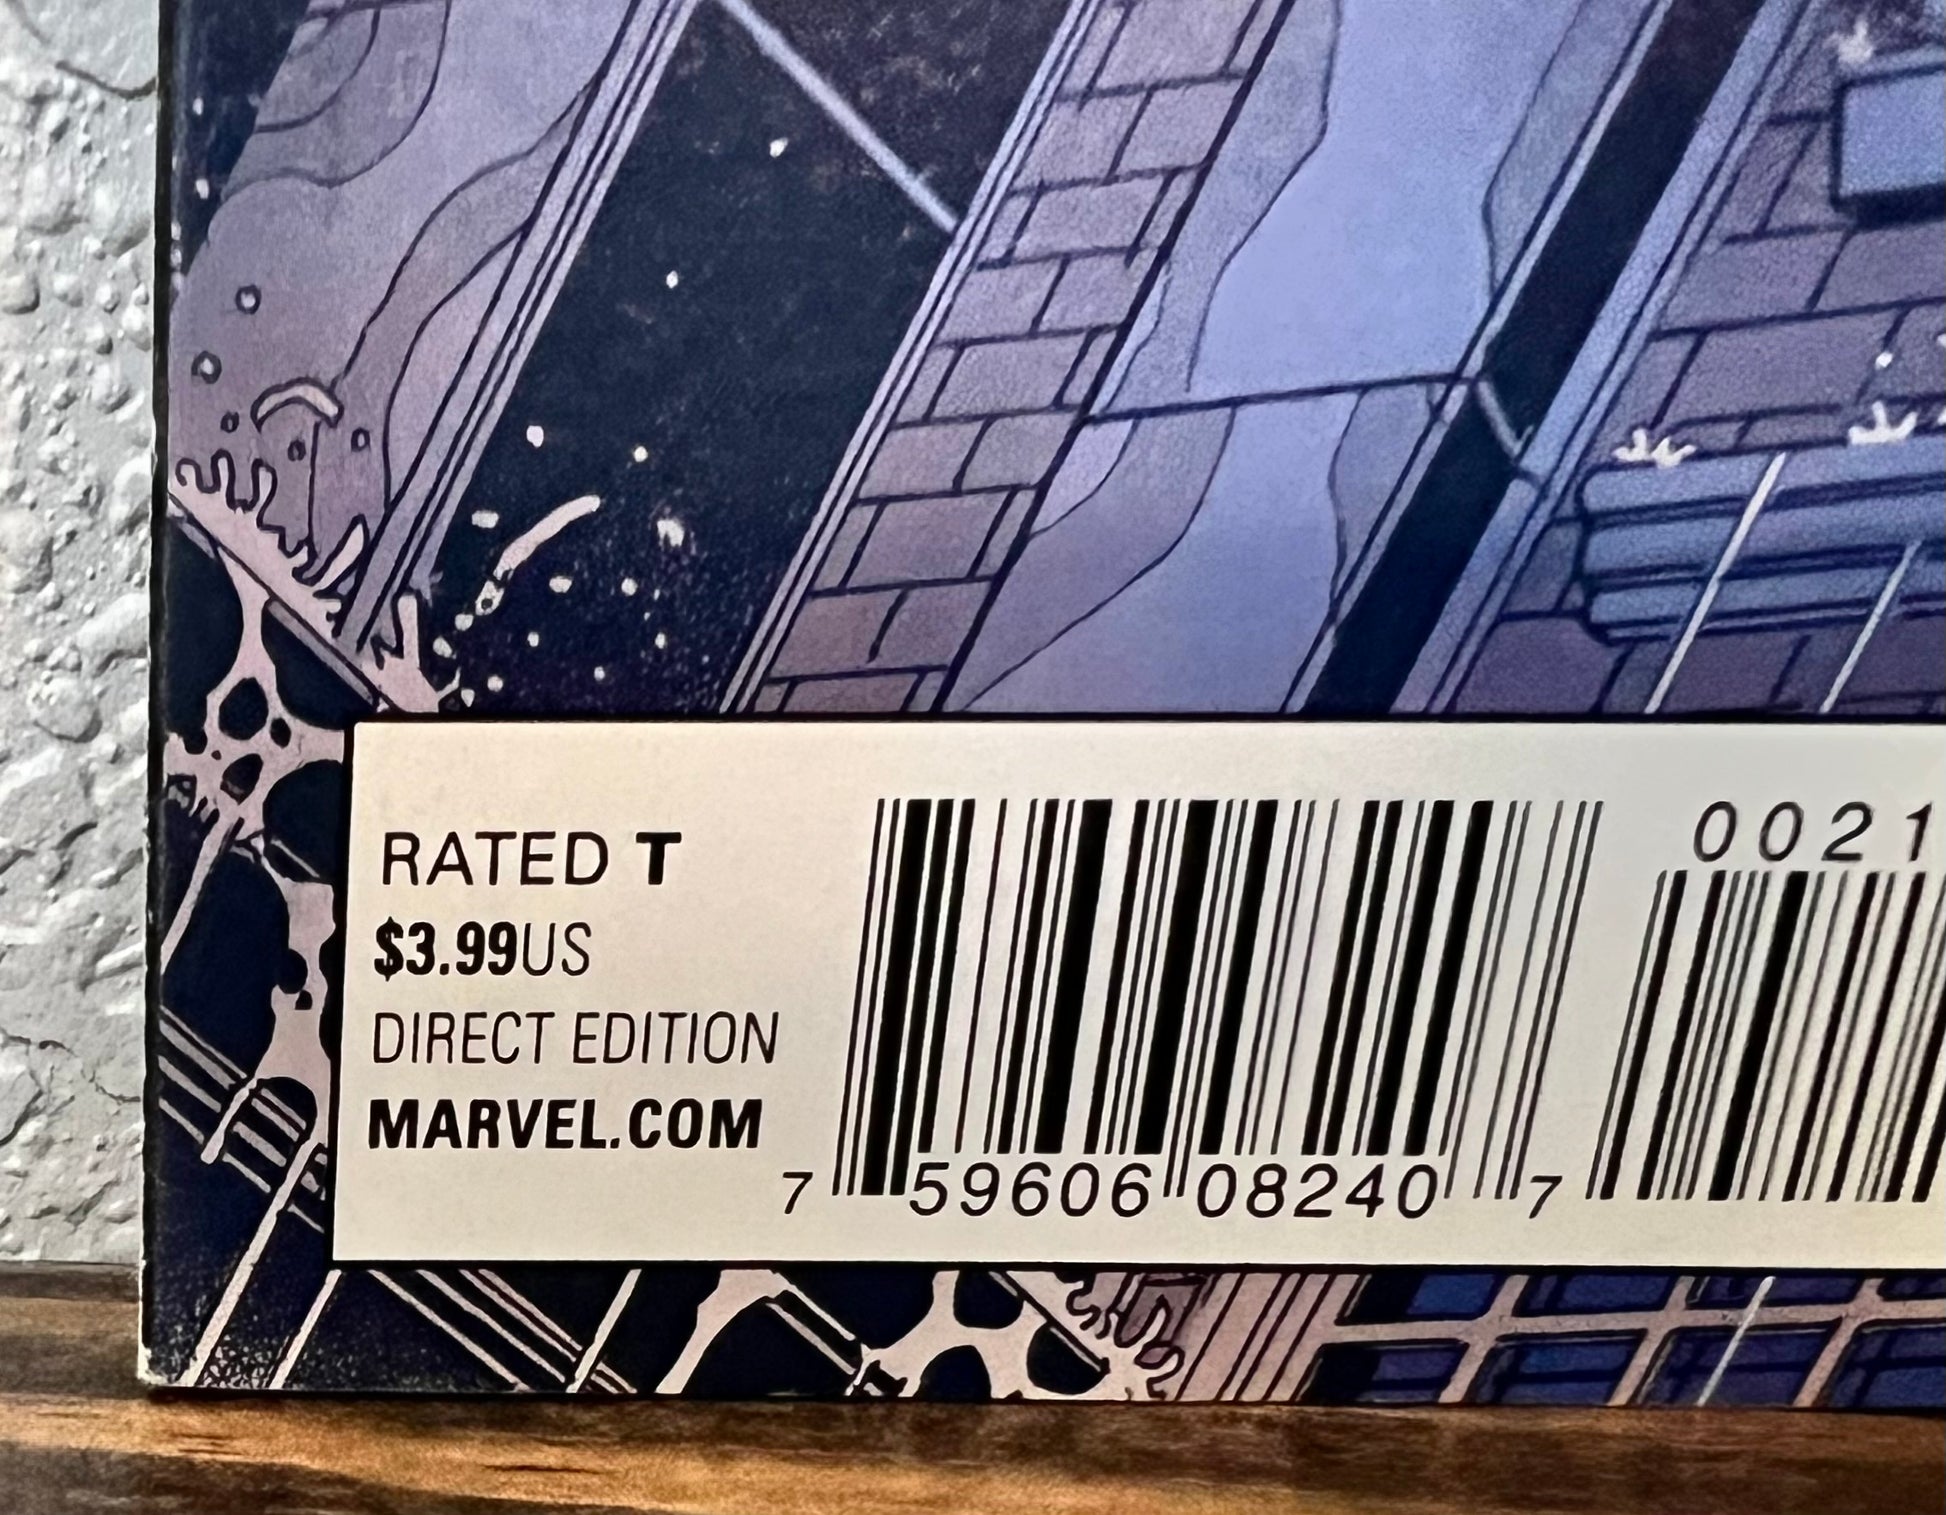 RATED T
$3.99US
DIRECT EDITION
MARVEL.COM
7 59606 08240 7
0021